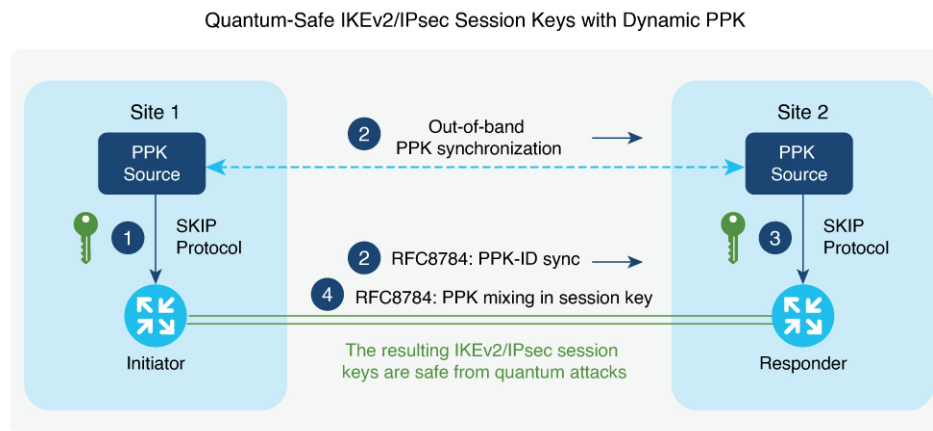 Quantum-Safe IKEv2/IPsec Session Keys with Dynamic PPK
Site 1
Site 2
PPK
Source
2
Out-of-band
PPK synchronization
PPK
Source
1
SKIP
Protocol
3
SKIP
Protocol
2
RFC8784: PPK-ID sync
4
RFC8784: PPK mixing in session key
Initiator
The resulting IKEv2/IPsec session
keys are safe from quantum attacks
Responder